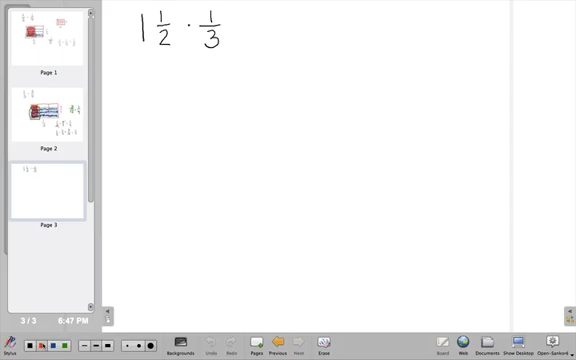 1 1/2 · 1/3
Page 1
Page 2
Page 3
3 / 3
6:47 PM
Stylus
Backgrounds
Undo
Redo
Pages
Previous
Next
Erase
Board
Web
Documents
Show Desktop
Open-Sankoré